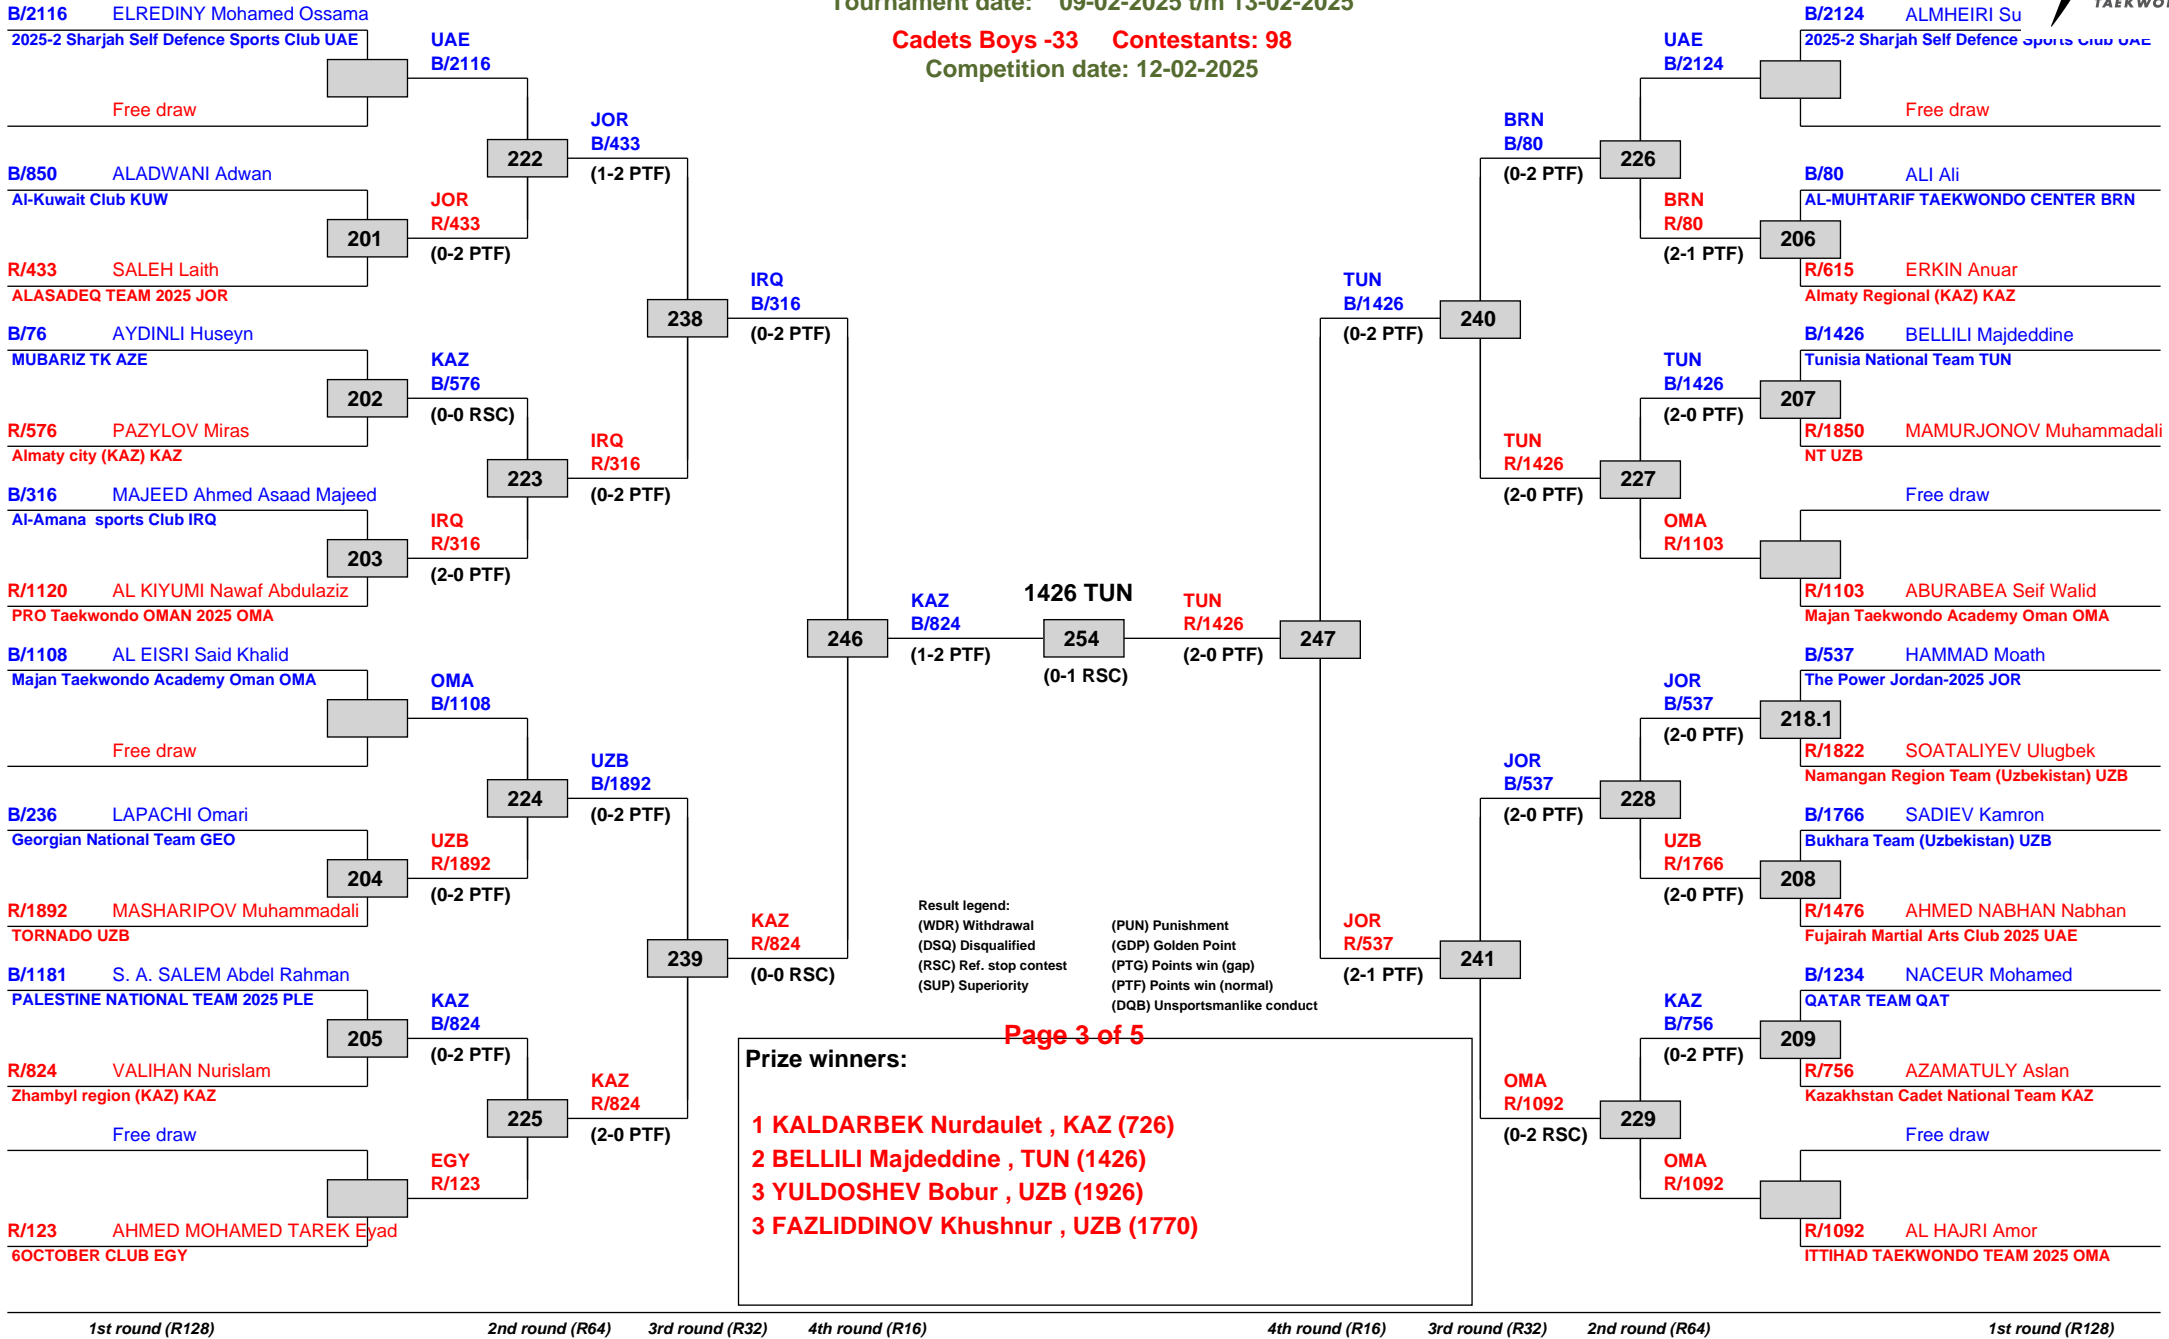 Tournament date: 09-02-2025 t/m 13-02-2025
Cadets Boys -33 Contestants: 98
Competition date: 12-02-2025
B/2116 ELREDINY Mohamed Ossama
2025-2 Sharjah Self Defence Sports Club UAE
Free draw
B/850 ALADWANI Adwan
Al-Kuwait Club KUW
201
R/433 SALEH Laith
ALASADEQ TEAM 2025 JOR
B/76 AYDINLI Huseyn
MUBARIZ TK AZE
202
R/576 PAZYLOV Miras
Almaty city (KAZ) KAZ
B/316 MAJEED Ahmed Asaad Majeed
Al-Amana sports Club IRQ
203
R/1120 AL KIYUMI Nawaf Abdulaziz
PRO Taekwondo OMAN 2025 OMA
B/1108 AL EISRI Said Khalid
Majan Taekwondo Academy Oman OMA
Free draw
B/236 LAPACHI Omari
Georgian National Team GEO
204
R/1892 MASHARIPOV Muhammadali
TORNADO UZB
B/1181 S. A. SALEM Abdel Rahman
PALESTINE NATIONAL TEAM 2025 PLE
205
R/824 VALIHAN Nurislam
Zhambyl region (KAZ) KAZ
Free draw
R/123 AHMED MOHAMED TAREK Eyad
6OCTOBER CLUB EGY
UAE
B/2116
222
JOR
R/433
(0-2 PTF)
KAZ
B/576
(0-0 RSC)
223
IRQ
R/316
(2-0 PTF)
OMA
B/1108
224
UZB
R/1892
(0-2 PTF)
KAZ
B/824
(0-2 PTF)
225
EGY
R/123
JOR
B/433
(1-2 PTF)
238
IRQ
R/316
(0-2 PTF)
UZB
B/1892
(0-2 PTF)
239
KAZ
R/824
(2-0 PTF)
IRQ
B/316
(0-2 PTF)
246
KAZ
R/824
(0-0 RSC)
KAZ
B/824
(1-2 PTF)
1426 TUN
254
(0-1 RSC)
TUN
R/1426
(2-0 PTF)
247
TUN
B/1426
(0-2 PTF)
240
JOR
R/537
(2-1 PTF)
241
BRN
B/80
(0-2 PTF)
226
TUN
R/1426
(2-0 PTF)
227
JOR
B/537
(2-0 PTF)
228
OMA
R/1092
(0-2 RSC)
229
UAE
B/2124
BRN
R/80
(2-1 PTF)
TUN
B/1426
(2-0 PTF)
OMA
R/1103
JOR
B/537
(2-0 PTF)
UZB
R/1766
(2-0 PTF)
KAZ
B/756
(0-2 PTF)
OMA
R/1092
TAEKWO
B/2124 ALMHEIRI Su
2025-2 Sharjah Self Defence Sports Club UAE
Free draw
B/80 ALI Ali
AL-MUHTARIF TAEKWONDO CENTER BRN
206
R/615 ERKIN Anuar
Almaty Regional (KAZ) KAZ
B/1426 BELLILI Majdeddine
Tunisia National Team TUN
207
R/1850 MAMURJONOV Muhammadali
NT UZB
Free draw
R/1103 ABURABEA Seif Walid
Majan Taekwondo Academy Oman OMA
B/537 HAMMAD Moath
The Power Jordan-2025 JOR
218.1
R/1822 SOATALIYEV Ulugbek
Namangan Region Team (Uzbekistan) UZB
B/1766 SADIEV Kamron
Bukhara Team (Uzbekistan) UZB
208
R/1476 AHMED NABHAN Nabhan
Fujairah Martial Arts Club 2025 UAE
B/1234 NACEUR Mohamed
QATAR TEAM QAT
209
R/756 AZAMATULY Aslan
Kazakhstan Cadet National Team KAZ
Free draw
R/1092 AL HAJRI Amor
ITTIHAD TAEKWONDO TEAM 2025 OMA
Result legend:
(WDR) Withdrawal (PUN) Punishment
(DSQ) Disqualified (GDP) Golden Point
(RSC) Ref. stop contest (PTG) Points win (gap)
(SUP) Superiority (PTF) Points win (normal)
(DQB) Unsportsmanlike conduct
Page 3 of 5
Prize winners:
1 KALDARBEK Nurdaulet , KAZ (726)
2 BELLILI Majdeddine , TUN (1426)
3 YULDOSHEV Bobur , UZB (1926)
3 FAZLIDDINOV Khushnur , UZB (1770)
1st round (R128) 2nd round (R64) 3rd round (R32) 4th round (R16) 4th round (R16) 3rd round (R32) 2nd round (R64) 1st round (R128)